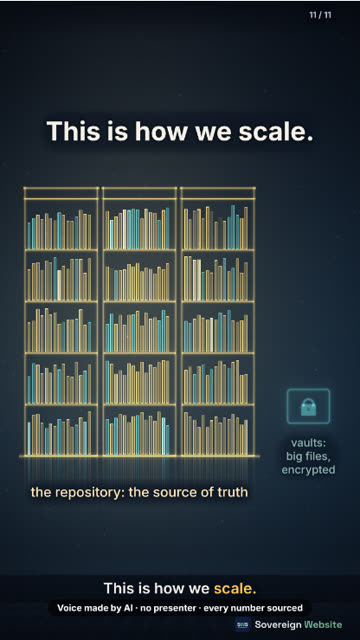 11 / 11
This is how we scale.
vaults:
big files,
encrypted
the repository: the source of truth
This is how we scale.
Voice made by AI · no presenter · every number sourced
Sovereign Website